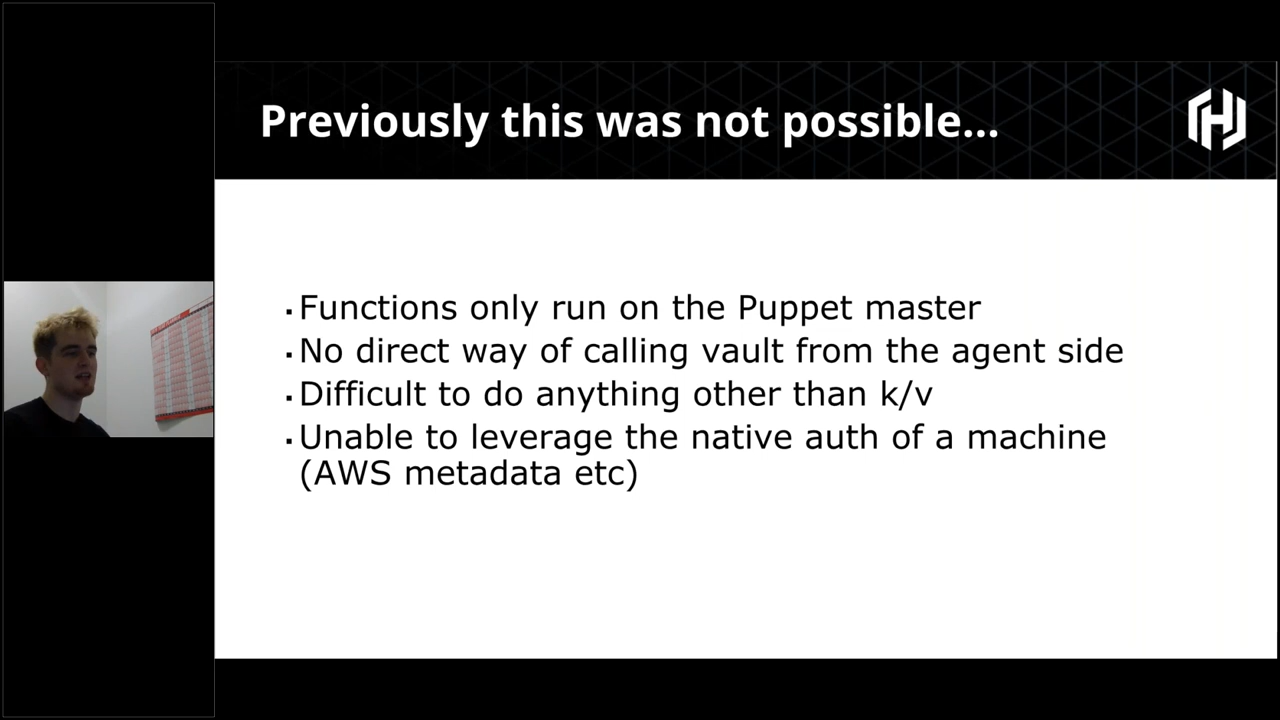 Previously this was not possible...
▪ Functions only run on the Puppet master
▪ No direct way of calling vault from the agent side
▪ Difficult to do anything other than k/v
▪ Unable to leverage the native auth of a machine
(AWS metadata etc)